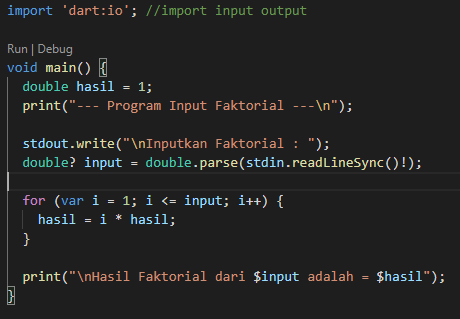 import 'dart:io'; //import input output
Run | Debug
void main() {
double hasil = 1;
print("--- Program Input Faktorial ---\n");
stdout.write("\nInputkan Faktorial : ");
double? input = double.parse(stdin.readLineSync()!);
for (var i = 1; i <= input; i++) {
hasil = i * hasil;
}
print("\nHasil Faktorial dari $input adalah = $hasil");
}